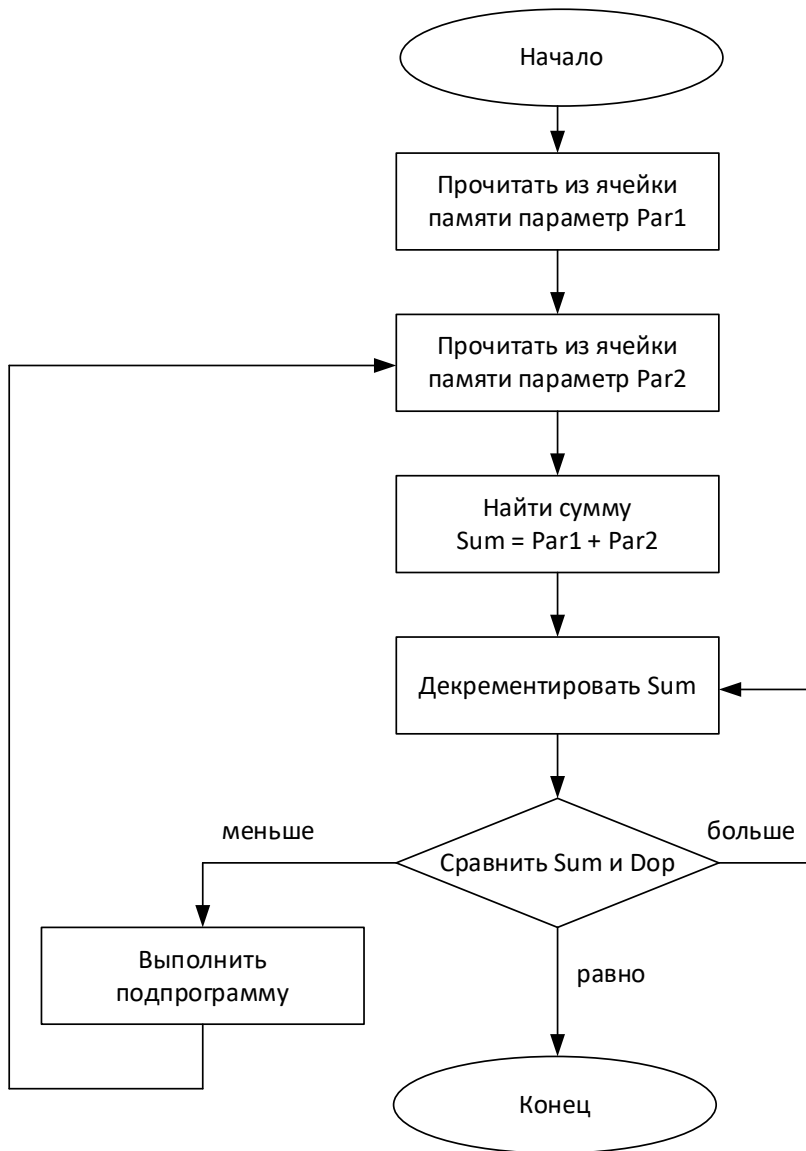 Начало
Прочитать из ячейки
памяти параметр Par1
Прочитать из ячейки
памяти параметр Par2
Найти сумму
Sum = Par1 + Par2
Декрементировать Sum
меньше
больше
Сравнить Sum и Dop
Выполнить
подпрограмму
равно
Конец